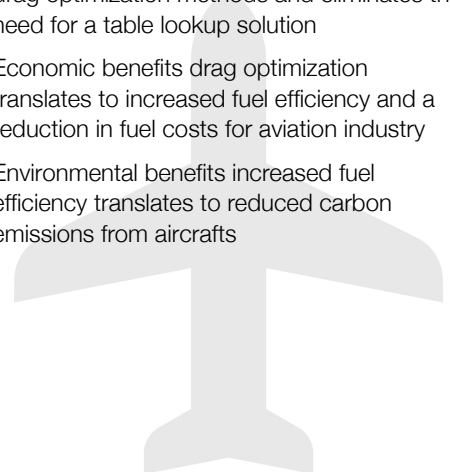 drag optimization methods and eliminates th
need for a table lookup solution
Economic benefits drag optimization
translates to increased fuel efficiency and a
reduction in fuel costs for aviation industry
Environmental benefits increased fuel
efficiency translates to reduced carbon
emissions from aircrafts